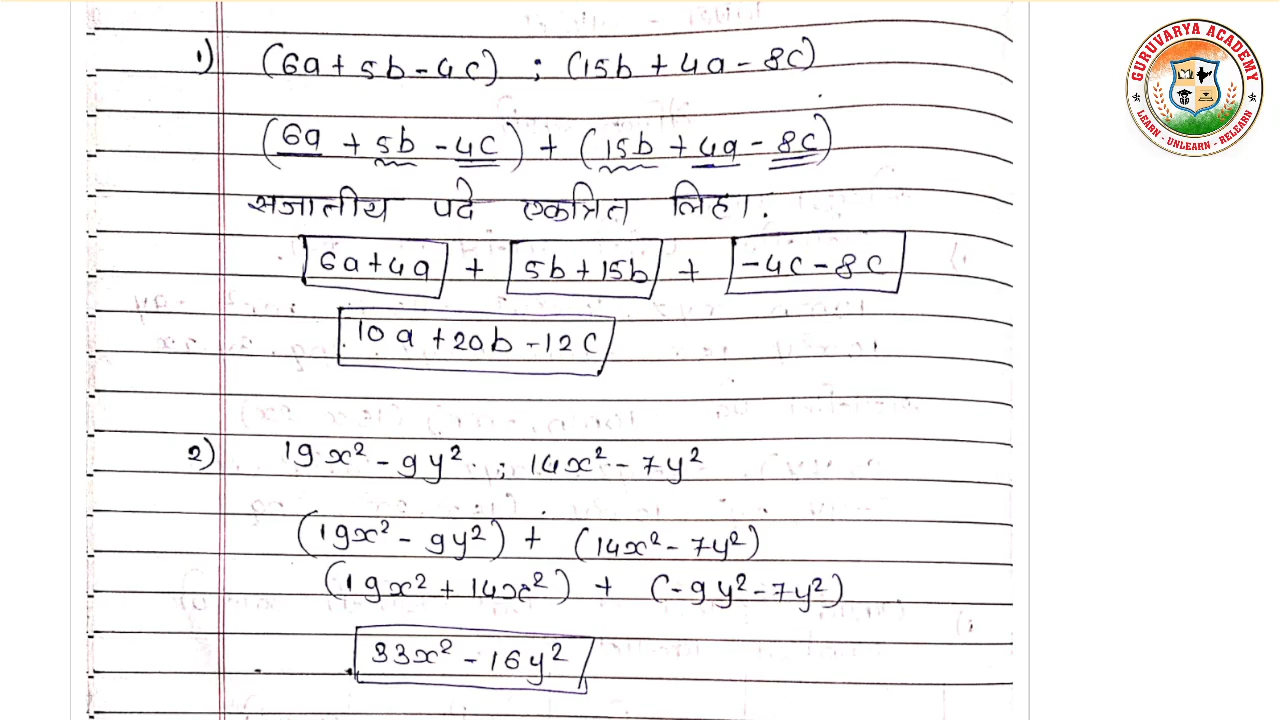 GURUVARYA ACADEMY
LEARN - UNLEARN - RELEARN
1) (6a + 5b - 4c) ; (15b + 4a - 8c)
(6a + 5b - 4c) + (15b + 4a - 8c)
सजातीय पदे एकत्रित लिहा.
6a+4a + 5b+15b + -4c-8c
10a+20b-12c
2) 19x² - 9y² ; 14x² - 7y²
(19x² - 9y²) + (14x² - 7y²)
(19x² + 14x²) + (-9y² - 7y²)
33x² - 16y²